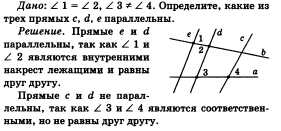 Дано: ∠ 1 = ∠ 2, ∠ 3 ≠ ∠ 4. Определите, какие из
трех прямых c, d, e параллельны.
Решение. Прямые e и d
параллельны, так как ∠ 1 и
∠ 2 являются внутренними
накрест лежащими и равны
друг другу.
Прямые c и d не парал-
лельны, так как ∠ 3 и ∠ 4 являются соответствен-
ными, но не равны друг другу.
e
d
c
1
2
b
3
4
a